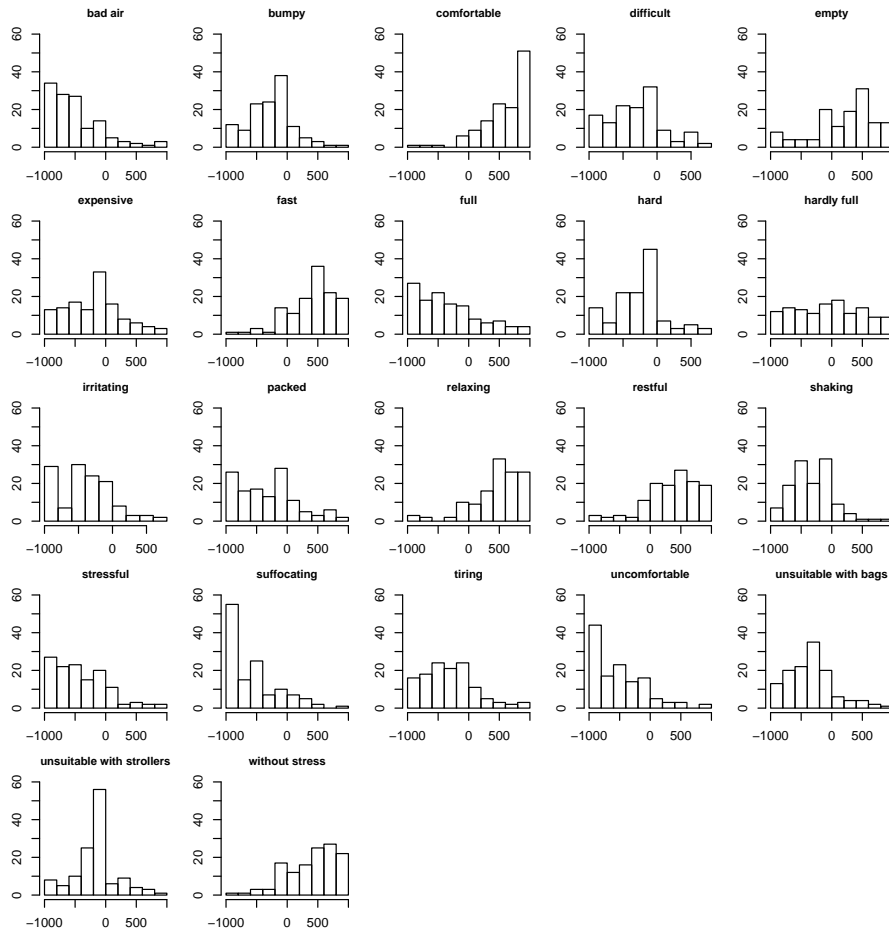 bad air bumpy comfortable difficult empty
0 20 40 60 0 20 40 60 0 20 40 60 0 20 40 60 0 20 40 60
−1000 0 500 −1000 0 500 −1000 0 500 −1000 0 500 −1000 0 500
expensive fast full hard hardly full
0 20 40 60 0 20 40 60 0 20 40 60 0 20 40 60 0 20 40 60
−1000 0 500 −1000 0 500 −1000 0 500 −1000 0 500 −1000 0 500
irritating packed relaxing restful shaking
0 20 40 60 0 20 40 60 0 20 40 60 0 20 40 60 0 20 40 60
−1000 0 500 −1000 0 500 −1000 0 500 −1000 0 500 −1000 0 500
stressful suffocating tiring uncomfortable unsuitable with bags
0 20 40 60 0 20 40 60 0 20 40 60 0 20 40 60 0 20 40 60
−1000 0 500 −1000 0 500 −1000 0 500 −1000 0 500 −1000 0 500
unsuitable with strollers without stress
0 20 40 60 0 20 40 60
−1000 0 500 −1000 0 500